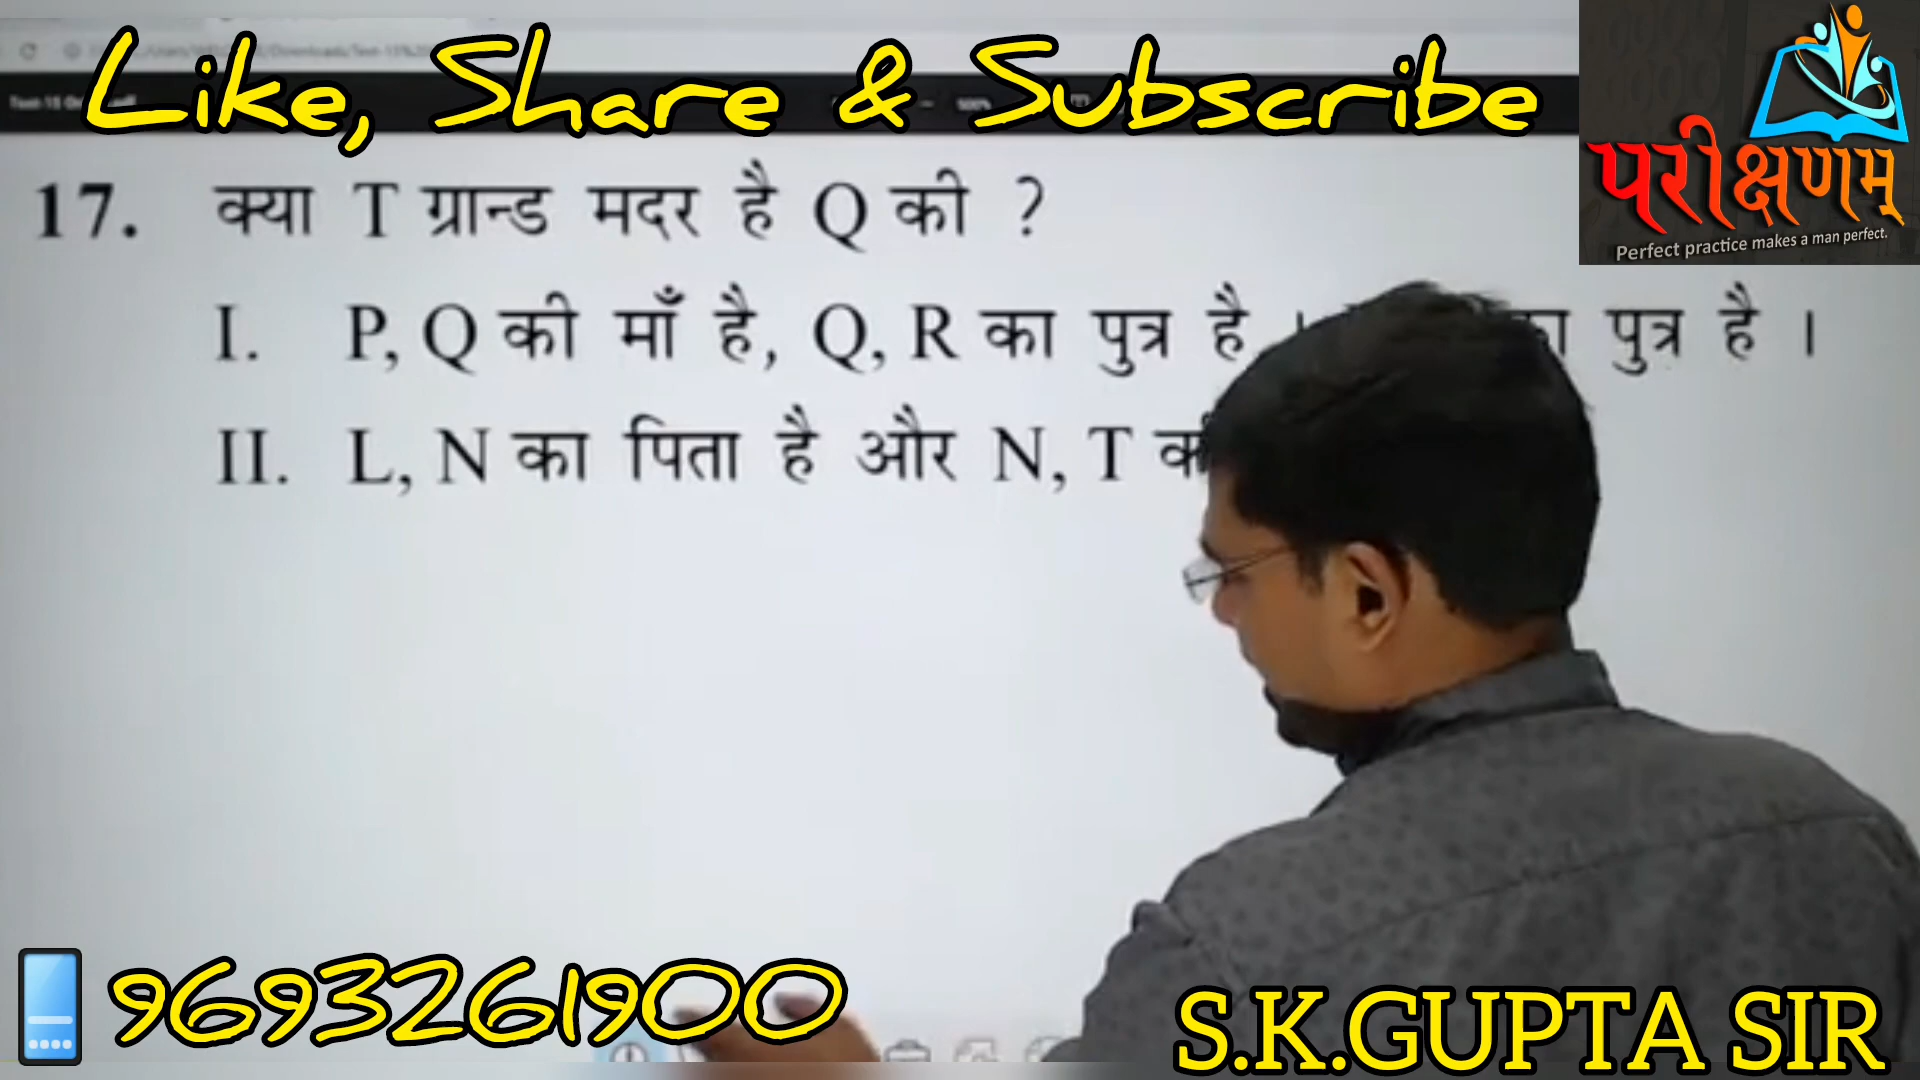 Like, Share & Subscribe
परीक्षणम्
Perfect practice makes a man perfect.
17. क्या T ग्रान्ड मदर है Q की ?
I. P, Q की माँ है, Q, R का पुत्र है का पुत्र है ।
II. L, N का पिता है और N, T
9693261900
S.K.GUPTA SIR